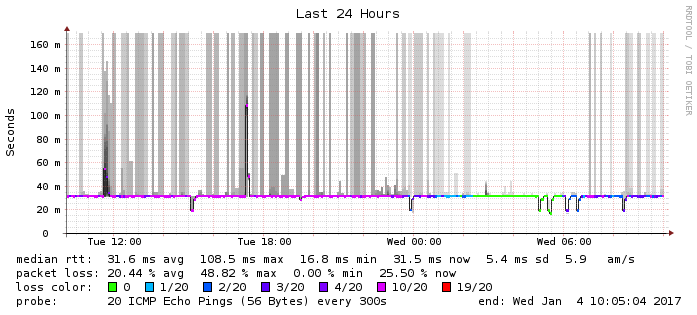 Last 24 Hours
RRDTOOL / TOBI OETIKER
Seconds
160 m
140 m
120 m
100 m
80 m
60 m
40 m
20 m
0
Tue 12:00 Tue 18:00 Wed 00:00 Wed 06:00
median rtt: 31.6 ms avg 108.5 ms max 16.8 ms min 31.5 ms now 5.4 ms sd 5.9 am/s
packet loss: 20.44 % avg 48.82 % max 0.00 % min 25.50 % now
loss color: 0 1/20 2/20 3/20 4/20 10/20 19/20
probe: 20 ICMP Echo Pings (56 Bytes) every 300s end: Wed Jan 4 10:05:04 2017